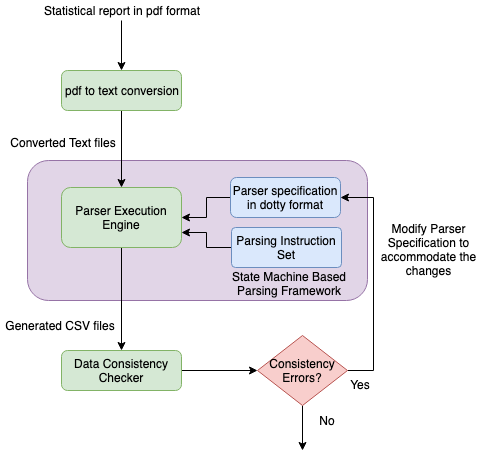 Statistical report in pdf format
pdf to text conversion
Converted Text files
Parser Execution
Engine
Parser specification
in dotty format
Parsing Instruction
Set
State Machine Based
Parsing Framework
Modify Parser
Specification to
accommodate the
changes
Generated CSV files
Data Consistency
Checker
Consistency
Errors?
Yes
No